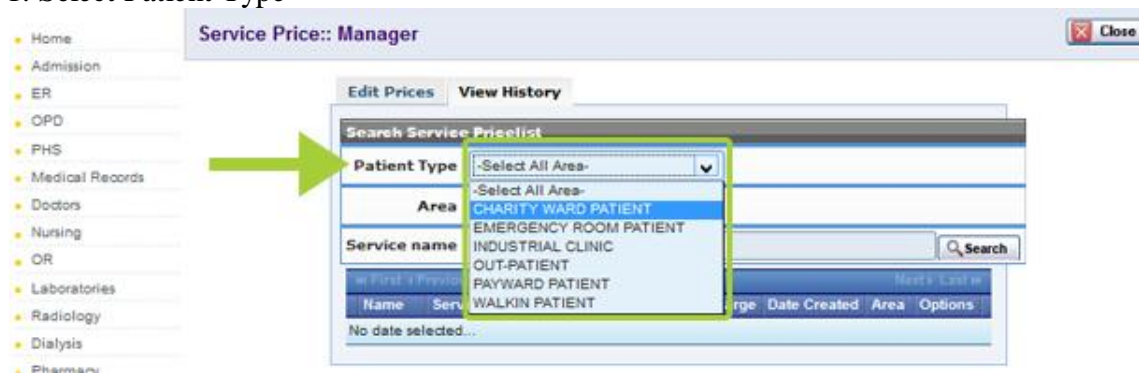 1. Select Patient Type
Service Price:: Manager
Close
Home
Admission
ER
OPD
PHS
Medical Records
Doctors
Nursing
OR
Laboratories
Radiology
Dialysis
Pharmacy
Edit Prices View History
Search Service Pricelist
Patient Type -Select All Area-
-Select All Area-
Area CHARITY WARD PATIENT
EMERGENCY ROOM PATIENT
Service name INDUSTRIAL CLINIC Search
OUT-PATIENT
First Next Last
PAYWARD PATIENT
Name WALKIN PATIENT Date Created Area Options
No date selected...